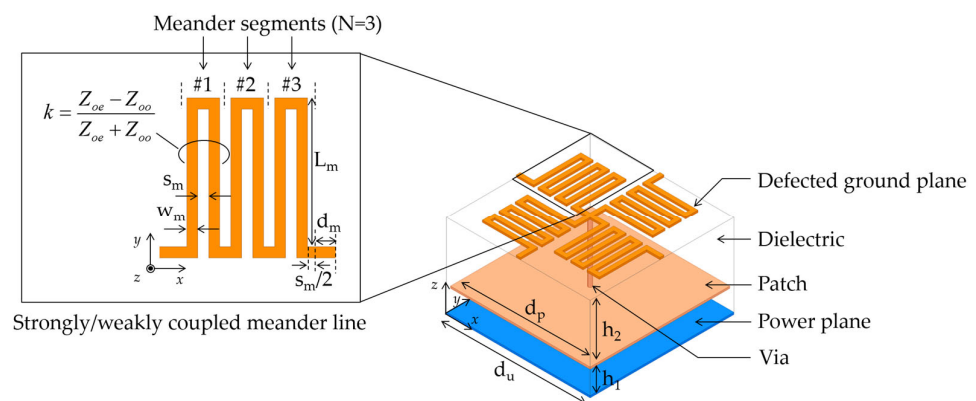 Meander segments (N=3)
#1 #2 #3
k = (Z_oe − Z_oo) / (Z_oe + Z_oo)
L_m
s_m
w_m
d_m
s_m/2
y
z
x
Strongly/weakly coupled meander line
Defected ground plane
Dielectric
Patch
Power plane
Via
z
y
x
d_p
h_2
d_u
h_1